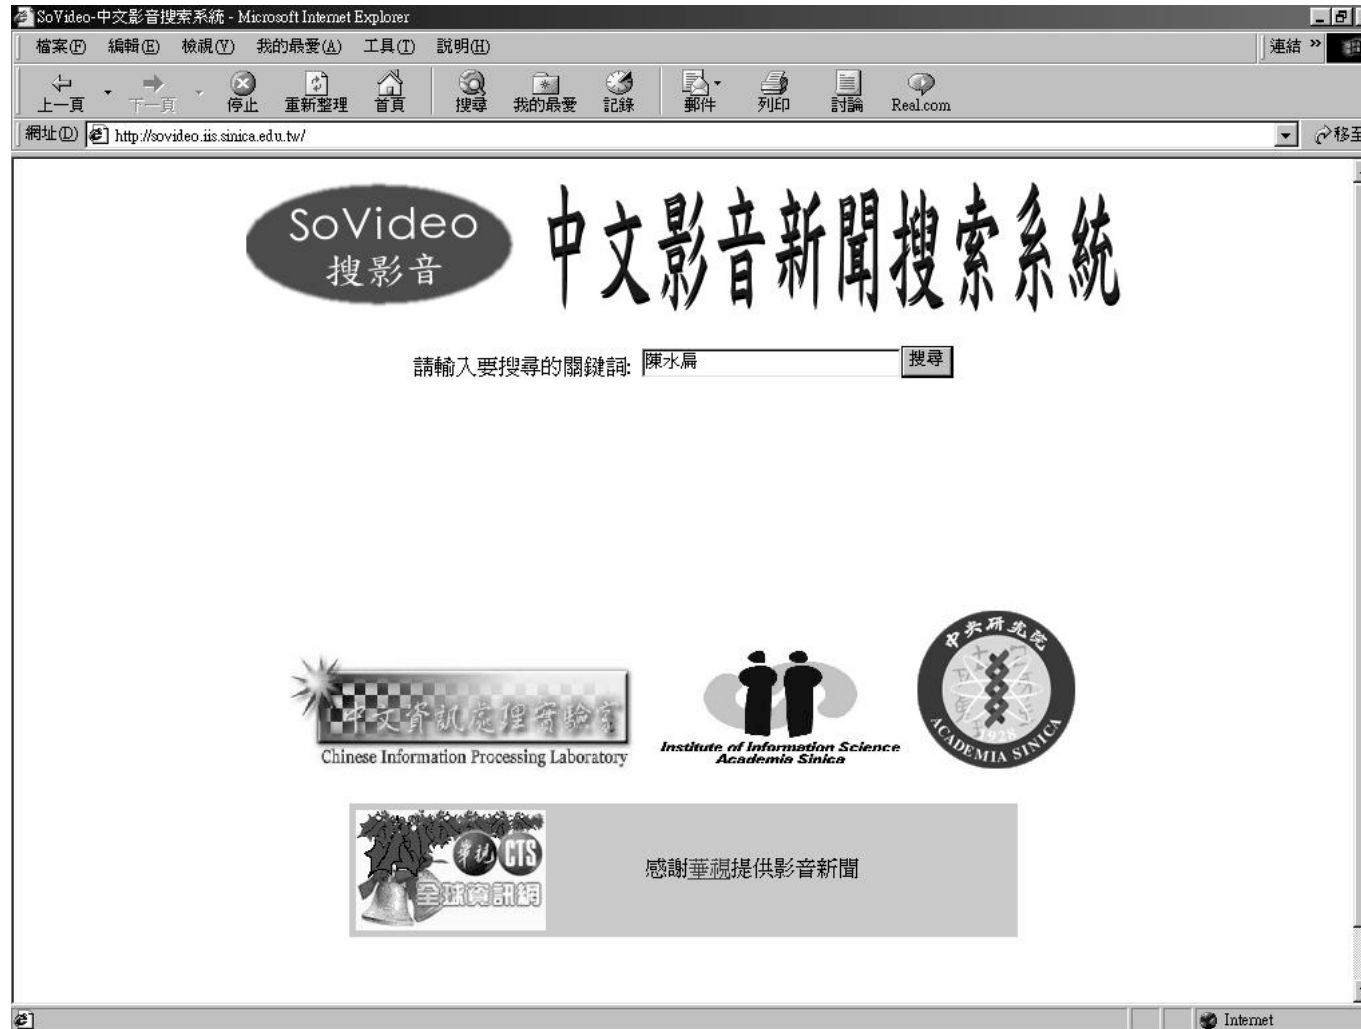 SoVideo-中文影音搜索系統 - Microsoft Internet Explorer
檔案(F) 編輯(E) 檢視(V) 我的最愛(A) 工具(T) 說明(H) 連結 »
上一頁 下一頁 停止 重新整理 首頁 搜尋 我的最愛 記錄 郵件 列印 討論 Real.com
網址(D) http://sovideo.iis.sinica.edu.tw/ 移至
SoVideo
搜影音
中文影音新聞搜索系統
請輸入要搜尋的關鍵詞: 陳水扁 搜尋
中文資訊處理實驗室
Chinese Information Processing Laboratory
Institute of Information Science
Academia Sinica
中央研究院
1928
ACADEMIA SINICA
華視 CTS
全球資訊網
感謝華視提供影音新聞
Internet